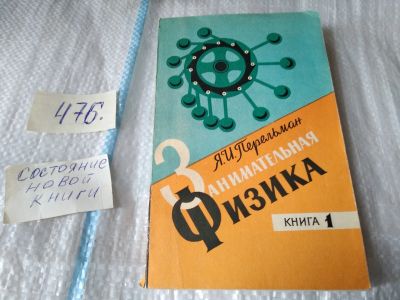 476.
СОСТОЯНИЕ
НОВОЙ
КНИГИ
Я.И. Перельман
ЗАНИМАТЕЛЬНАЯ
ФИЗИКА
КНИГА 1